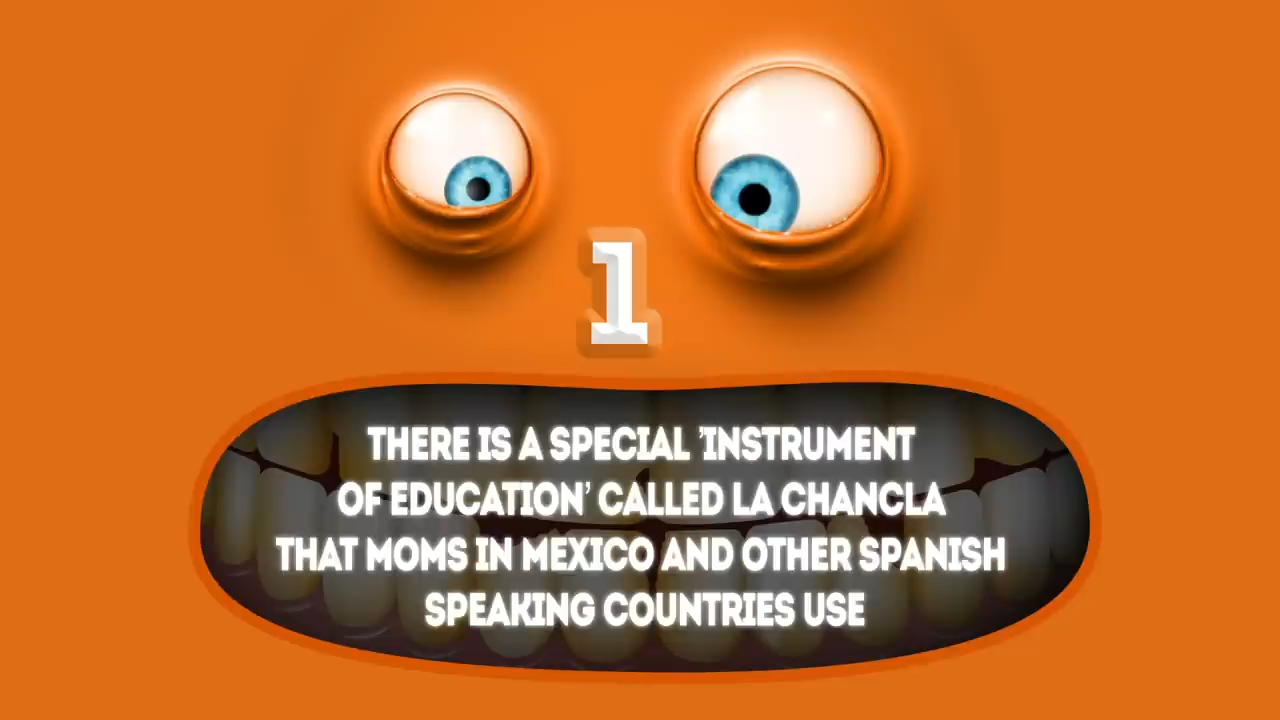 1
THERE IS A SPECIAL 'INSTRUMENT
OF EDUCATION' CALLED LA CHANCLA
THAT MOMS IN MEXICO AND OTHER SPANISH
SPEAKING COUNTRIES USE